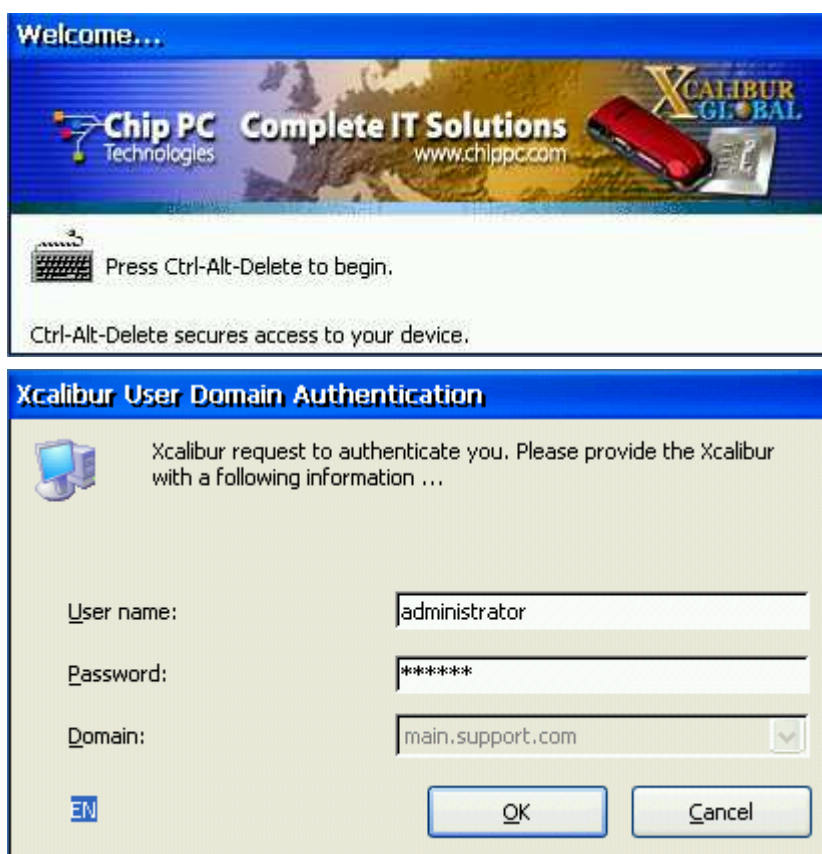 Welcome...
Chip PC
Technologies
Complete IT Solutions
www.chippc.com
XCALIBUR
GLOBAL
Press Ctrl-Alt-Delete to begin.
Ctrl-Alt-Delete secures access to your device.
Xcalibur User Domain Authentication
Xcalibur request to authenticate you. Please provide the Xcalibur
with a following information ...
User name: administrator
Password: ******
Domain: main.support.com
EN OK Cancel